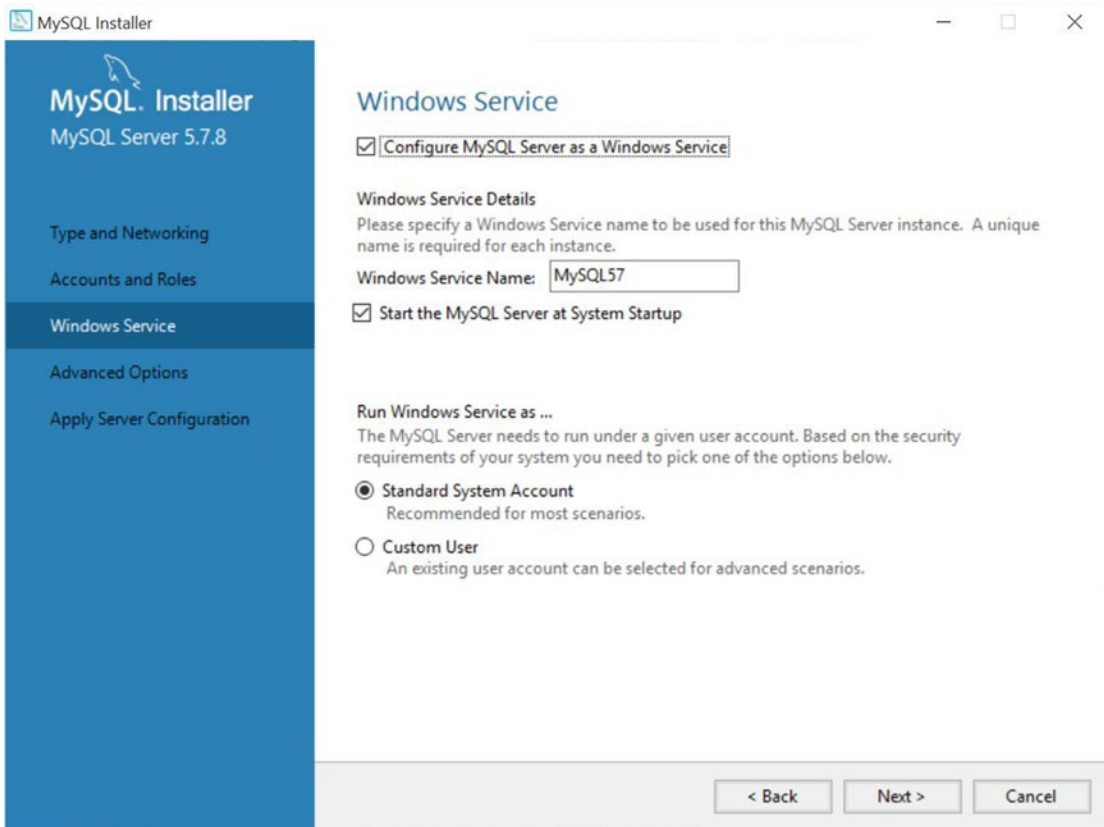 MySQL Installer
MySQL. Installer
MySQL Server 5.7.8
Type and Networking
Accounts and Roles
Windows Service
Advanced Options
Apply Server Configuration
Windows Service
Configure MySQL Server as a Windows Service
Windows Service Details
Please specify a Windows Service name to be used for this MySQL Server instance. A unique
name is required for each instance.
Windows Service Name: MySQL57
Start the MySQL Server at System Startup
Run Windows Service as ...
The MySQL Server needs to run under a given user account. Based on the security
requirements of your system you need to pick one of the options below.
Standard System Account
Recommended for most scenarios.
Custom User
An existing user account can be selected for advanced scenarios.
< Back Next > Cancel